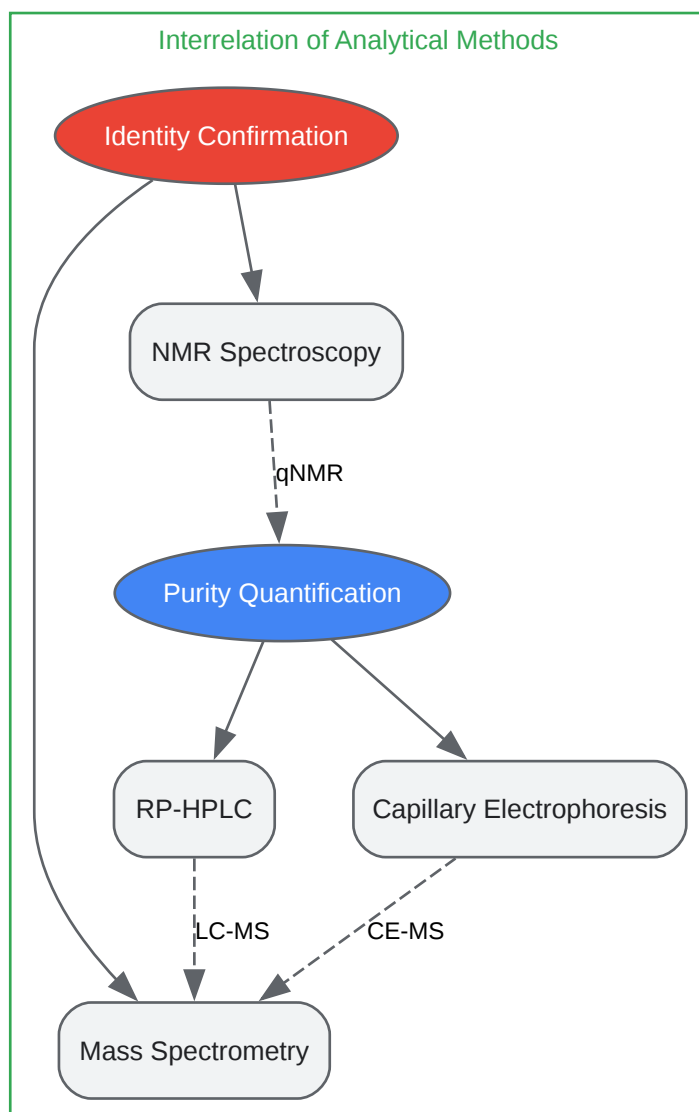 Interrelation of Analytical Methods
Identity Confirmation
NMR Spectroscopy
qNMR
Purity Quantification
RP-HPLC
Capillary Electrophoresis
LC-MS
CE-MS
Mass Spectrometry